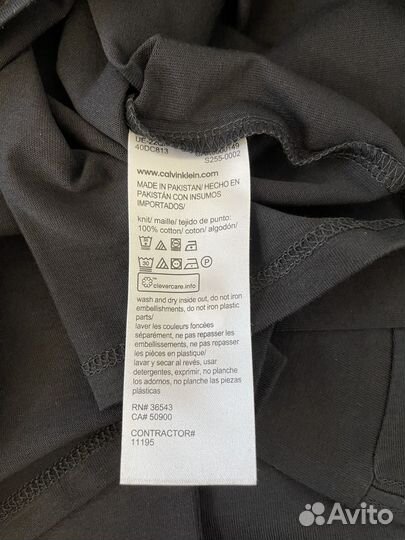 40DC813
S255-0002
www.calvinklein.com
MADE IN PAKISTAN/ HECHO EN
PAKISTÁN CON INSUMOS
IMPORTADOS/
knit/ maille/ tejido de punto:
100% cotton/ coton/ algodón/
30
clevercare.info
wash and dry inside out, do not iron
embellishments, do not iron plastic
parts/
laver les couleurs foncées
séparément, ne pas repasser les
embellissements, ne pas repasser
les pièces en plastique/
lavar y secar al revés, usar
detergentes, exprimir, no planche
los adornos, no planche las piezas
plásticas
RN# 36543
CA# 50900
CONTRACTOR#
11195
Avito